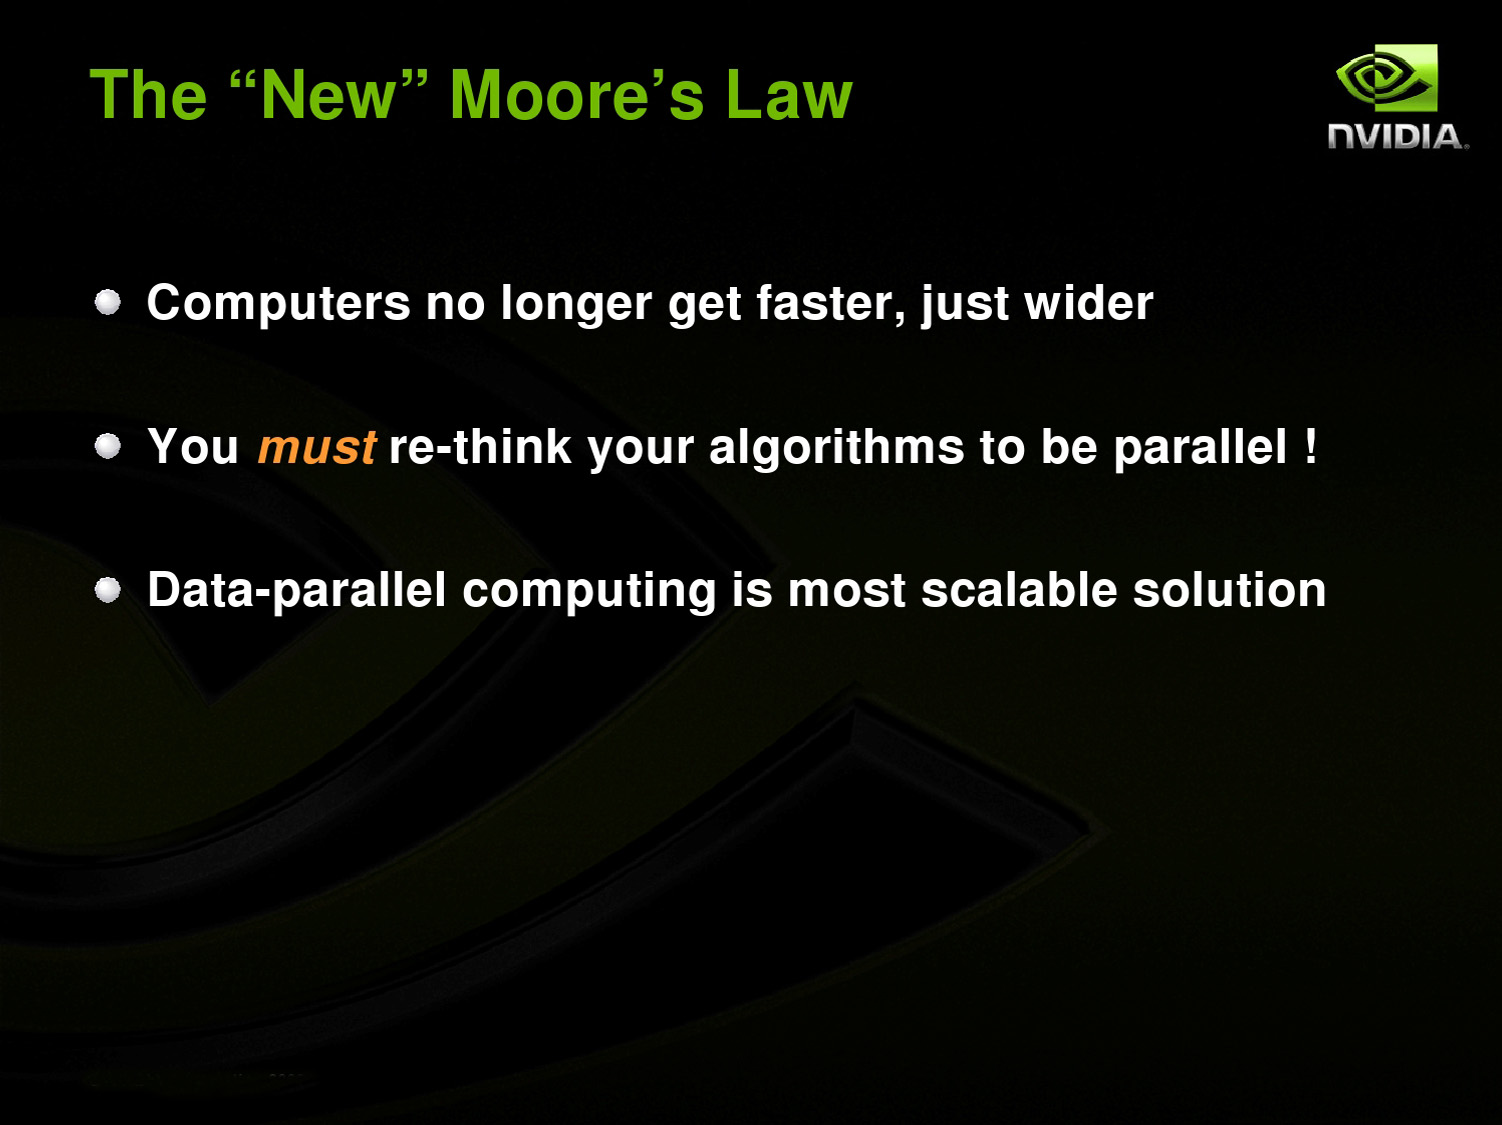 The “New” Moore’s Law
NVIDIA
Computers no longer get faster, just wider
You must re-think your algorithms to be parallel !
Data-parallel computing is most scalable solution